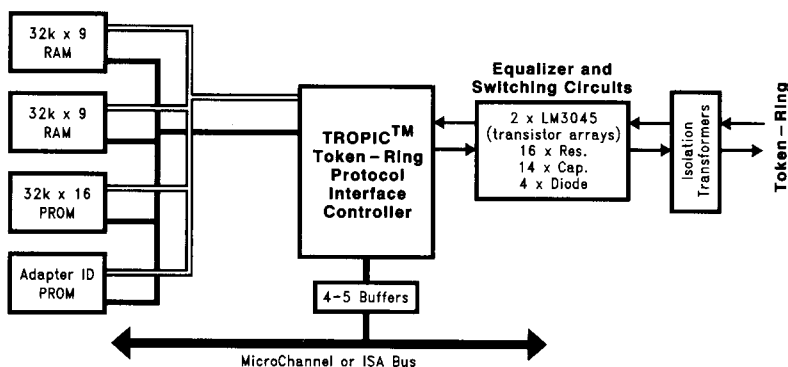 32k x 9
RAM
32k x 9
RAM
32k x 16
PROM
Adapter ID
PROM
TROPIC™
Token-Ring
Protocol
Interface
Controller
4-5 Buffers
MicroChannel or ISA Bus
Equalizer and
Switching Circuits
2 x LM3045
(transistor arrays)
16 x Res.
14 x Cap.
4 x Diode
Isolation
Transformers
Token-Ring